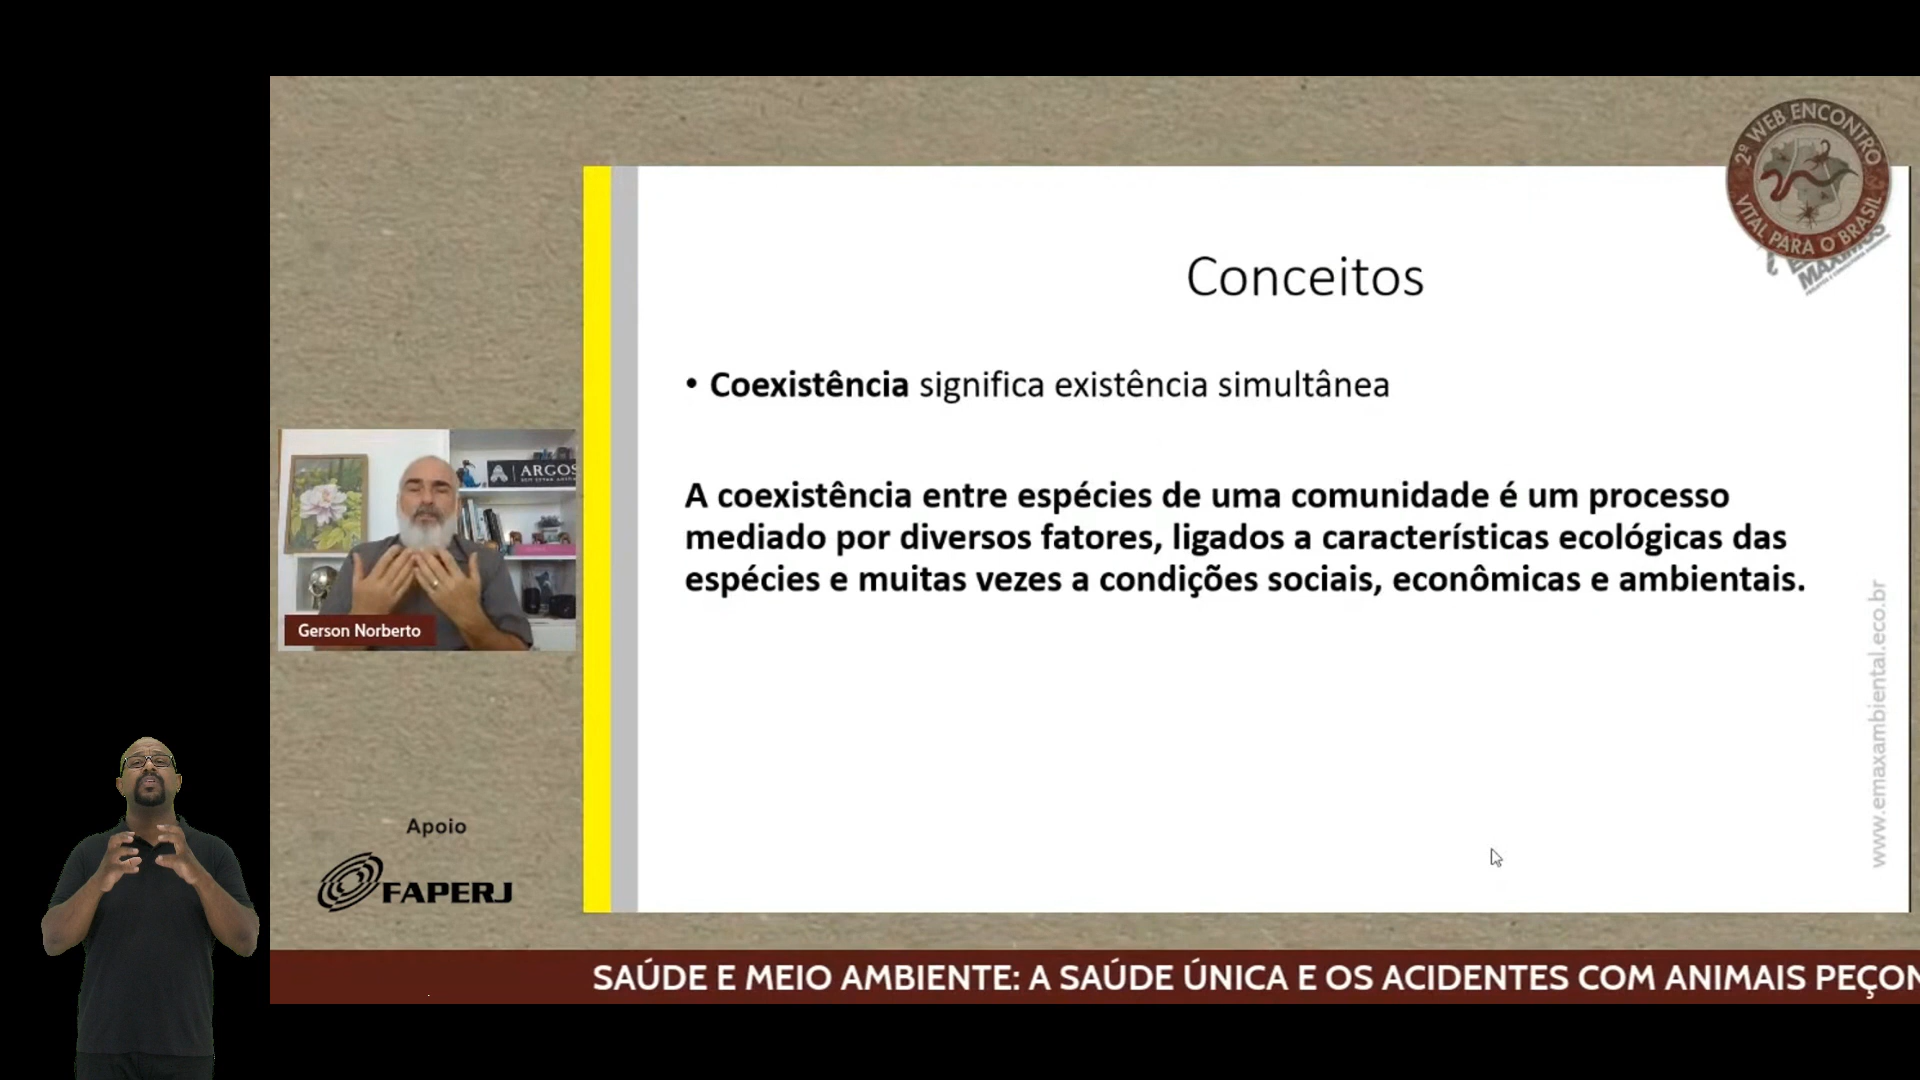 2º WEB ENCONTRO
VITAL PARA O BRASIL
MAXIMUS
Conceitos
• Coexistência significa existência simultânea
A coexistência entre espécies de uma comunidade é um processo
mediado por diversos fatores, ligados a características ecológicas das
espécies e muitas vezes a condições sociais, econômicas e ambientais.
ARGOS
Gerson Norberto
www.emaxambiental.eco.br
Apoio
FAPERJ
SAÚDE E MEIO AMBIENTE: A SAÚDE ÚNICA E OS ACIDENTES COM ANIMAIS PEÇON